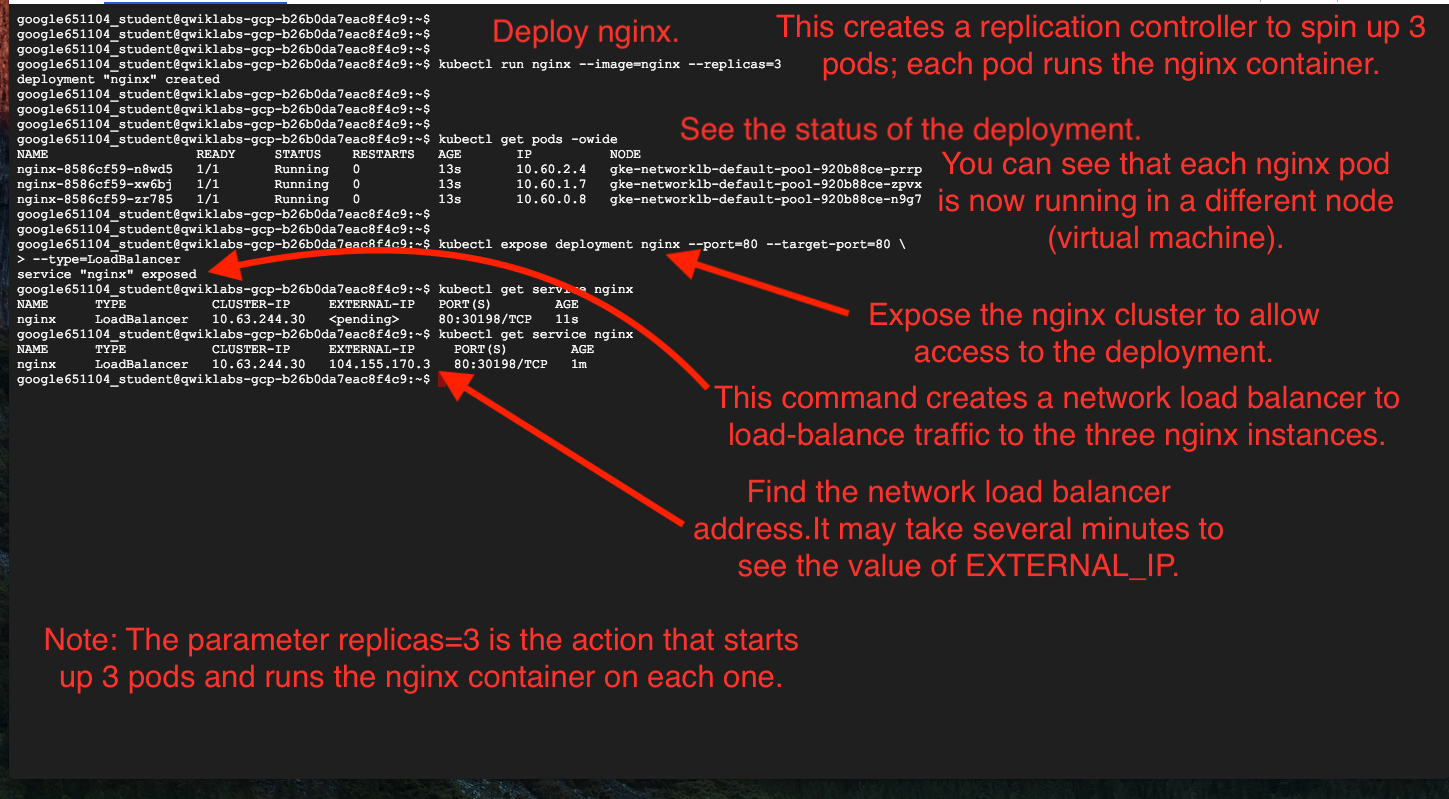 google651104_student@qwiklabs-gcp-b26b0da7eac8f4c9:~$
google651104_student@qwiklabs-gcp-b26b0da7eac8f4c9:~$
google651104_student@qwiklabs-gcp-b26b0da7eac8f4c9:~$
google651104_student@qwiklabs-gcp-b26b0da7eac8f4c9:~$ kubectl run nginx --image=nginx --replicas=3
deployment "nginx" created
google651104_student@qwiklabs-gcp-b26b0da7eac8f4c9:~$
google651104_student@qwiklabs-gcp-b26b0da7eac8f4c9:~$
google651104_student@qwiklabs-gcp-b26b0da7eac8f4c9:~$
google651104_student@qwiklabs-gcp-b26b0da7eac8f4c9:~$ kubectl get pods -owide
NAME READY STATUS RESTARTS AGE IP NODE
nginx-8586cf59-n8wd5 1/1 Running 0 13s 10.60.2.4 gke-networklb-default-pool-920b88ce-prrp
nginx-8586cf59-xw6bj 1/1 Running 0 13s 10.60.1.7 gke-networklb-default-pool-920b88ce-zpvx
nginx-8586cf59-zr785 1/1 Running 0 13s 10.60.0.8 gke-networklb-default-pool-920b88ce-n9g7
google651104_student@qwiklabs-gcp-b26b0da7eac8f4c9:~$
google651104_student@qwiklabs-gcp-b26b0da7eac8f4c9:~$
google651104_student@qwiklabs-gcp-b26b0da7eac8f4c9:~$ kubectl expose deployment nginx --port=80 --target-port=80 \
> --type=LoadBalancer
service "nginx" exposed
google651104_student@qwiklabs-gcp-b26b0da7eac8f4c9:~$ kubectl get service nginx
NAME TYPE CLUSTER-IP EXTERNAL-IP PORT(S) AGE
nginx LoadBalancer 10.63.244.30 <pending> 80:30198/TCP 11s
google651104_student@qwiklabs-gcp-b26b0da7eac8f4c9:~$ kubectl get service nginx
NAME TYPE CLUSTER-IP EXTERNAL-IP PORT(S) AGE
nginx LoadBalancer 10.63.244.30 104.155.170.3 80:30198/TCP 1m
google651104_student@qwiklabs-gcp-b26b0da7eac8f4c9:~$
Deploy nginx.
This creates a replication controller to spin up 3
pods; each pod runs the nginx container.
See the status of the deployment.
You can see that each nginx pod
is now running in a different node
(virtual machine).
Expose the nginx cluster to allow
access to the deployment.
This command creates a network load balancer to
load-balance traffic to the three nginx instances.
Find the network load balancer
address.It may take several minutes to
see the value of EXTERNAL_IP.
Note: The parameter replicas=3 is the action that starts
up 3 pods and runs the nginx container on each one.